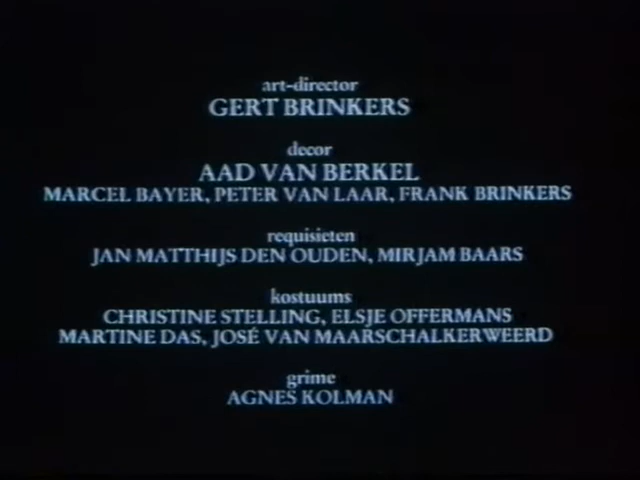 art-director
GERT BRINKERS
decor
AAD VAN BERKEL
MARCEL BAYER, PETER VAN LAAR, FRANK BRINKERS
requisieten
JAN MATTHIJS DEN OUDEN, MIRJAM BAARS
kostuums
CHRISTINE STELLING, ELSJE OFFERMANS
MARTINE DAS, JOSÉ VAN MAARSCHALKERWEERD
grime
AGNES KOLMAN